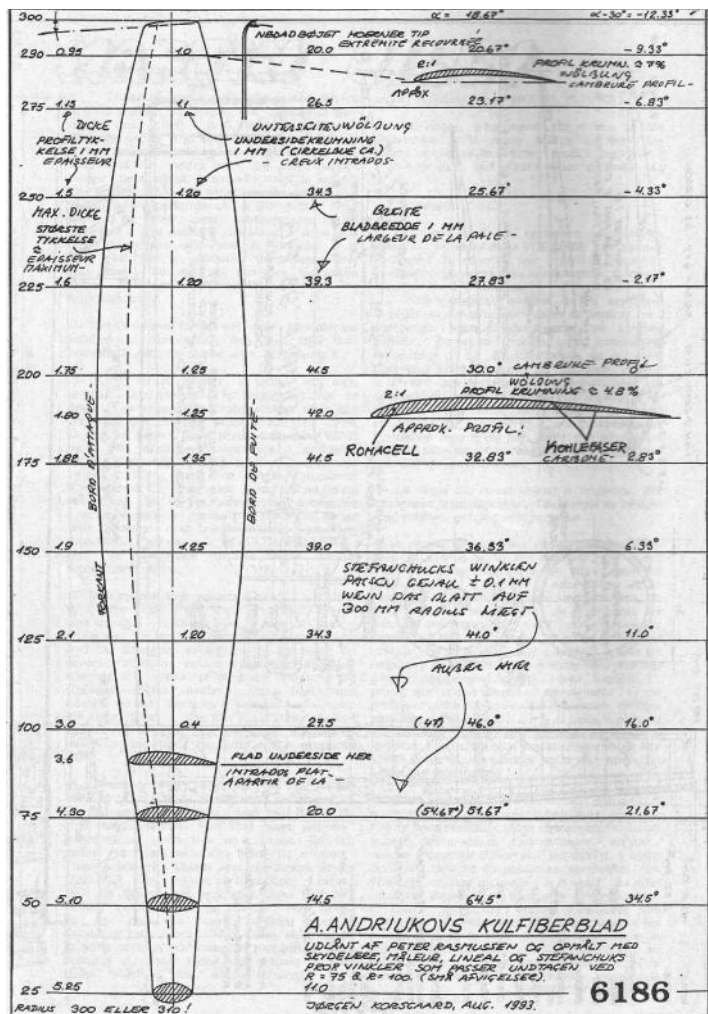 300 α = 18.67° α-30° = -12.33°
NEDADBØJET HOERNER TIP
EXTREMITÉ RECOURBÉE
290 0.95 1.0 20.0 20.67° -9.33°
2:1 PROFIL KRUMN. ≈ 7%
WÖLBUNG
CAMBRURE PROFIL-
APPROX
275 1.15 1.1 26.5 23.17° -6.83°
DICKE
PROFILTYK-
KELSE I MM
EPAISSEUR
UNTERSEITENWÖLBUNG
UNDERSIDEKRUMNING
I MM (CIRKELBUE CA.)
- CREUX INTRADOS-
250 1.5 1.20 34.3 25.67° -4.33°
MAX. DICKE
STØRSTE
TYKKELSE
EPAISSEUR
MAXIMUM-
BREITE
BLADBREDDE I MM
LARGEUR DE LA PALE-
225 1.6 1.20 39.3 27.83° -2.17°
200 1.75 1.25 41.5 30.0° CAMBRURE PROFIL
WÖLBUNG
2:1 PROFIL KRUMNING ≈ 4.8%
1.80 1.25 42.0 APPROX. PROFIL!
ROHACELL KOHLEFASER
CARBONE-
175 1.82 1.35 41.5 32.83° 2.83°
BORD D'ATTAQUE-
BORD DE FUITE-
150 1.9 1.25 39.0 36.33° 6.33°
FORKANT
STEFANCHUCKS WINKLEN
PASSEN GENAU ± 0.1 MM
WENN DAS BLATT AUF
300 MM RADIUS LIEGT
125 2.1 1.20 34.3 41.0° 11.0°
AUßER HIER
100 3.0 0.4 27.5 (47) 46.0° 16.0°
3.6 FLAD UNDERSIDE HER
INTRADOS PLAT
APARTIR DE LA-
75 4.30 20.0 (54.67°) 51.67° 21.67°
50 5.10 14.5 64.5° 34.5°
A. ANDRIUKOVS KULFIBERBLAD
UDLÅNT AF PETER RASMUSSEN OG OPMÅLT MED
SKYDELÆRE, MÅLEUR, LINEAL OG STEFANCHUKS
PROP VINKLER SOM PASSER UNDTAGEN VED
R = 75 & R = 100. (SMÅ AFVIGELSER).
25 5.25 11.0
6186
RADIUS 300 ELLER 310!
JØRGEN KORSGAARD, AUG. 1993.